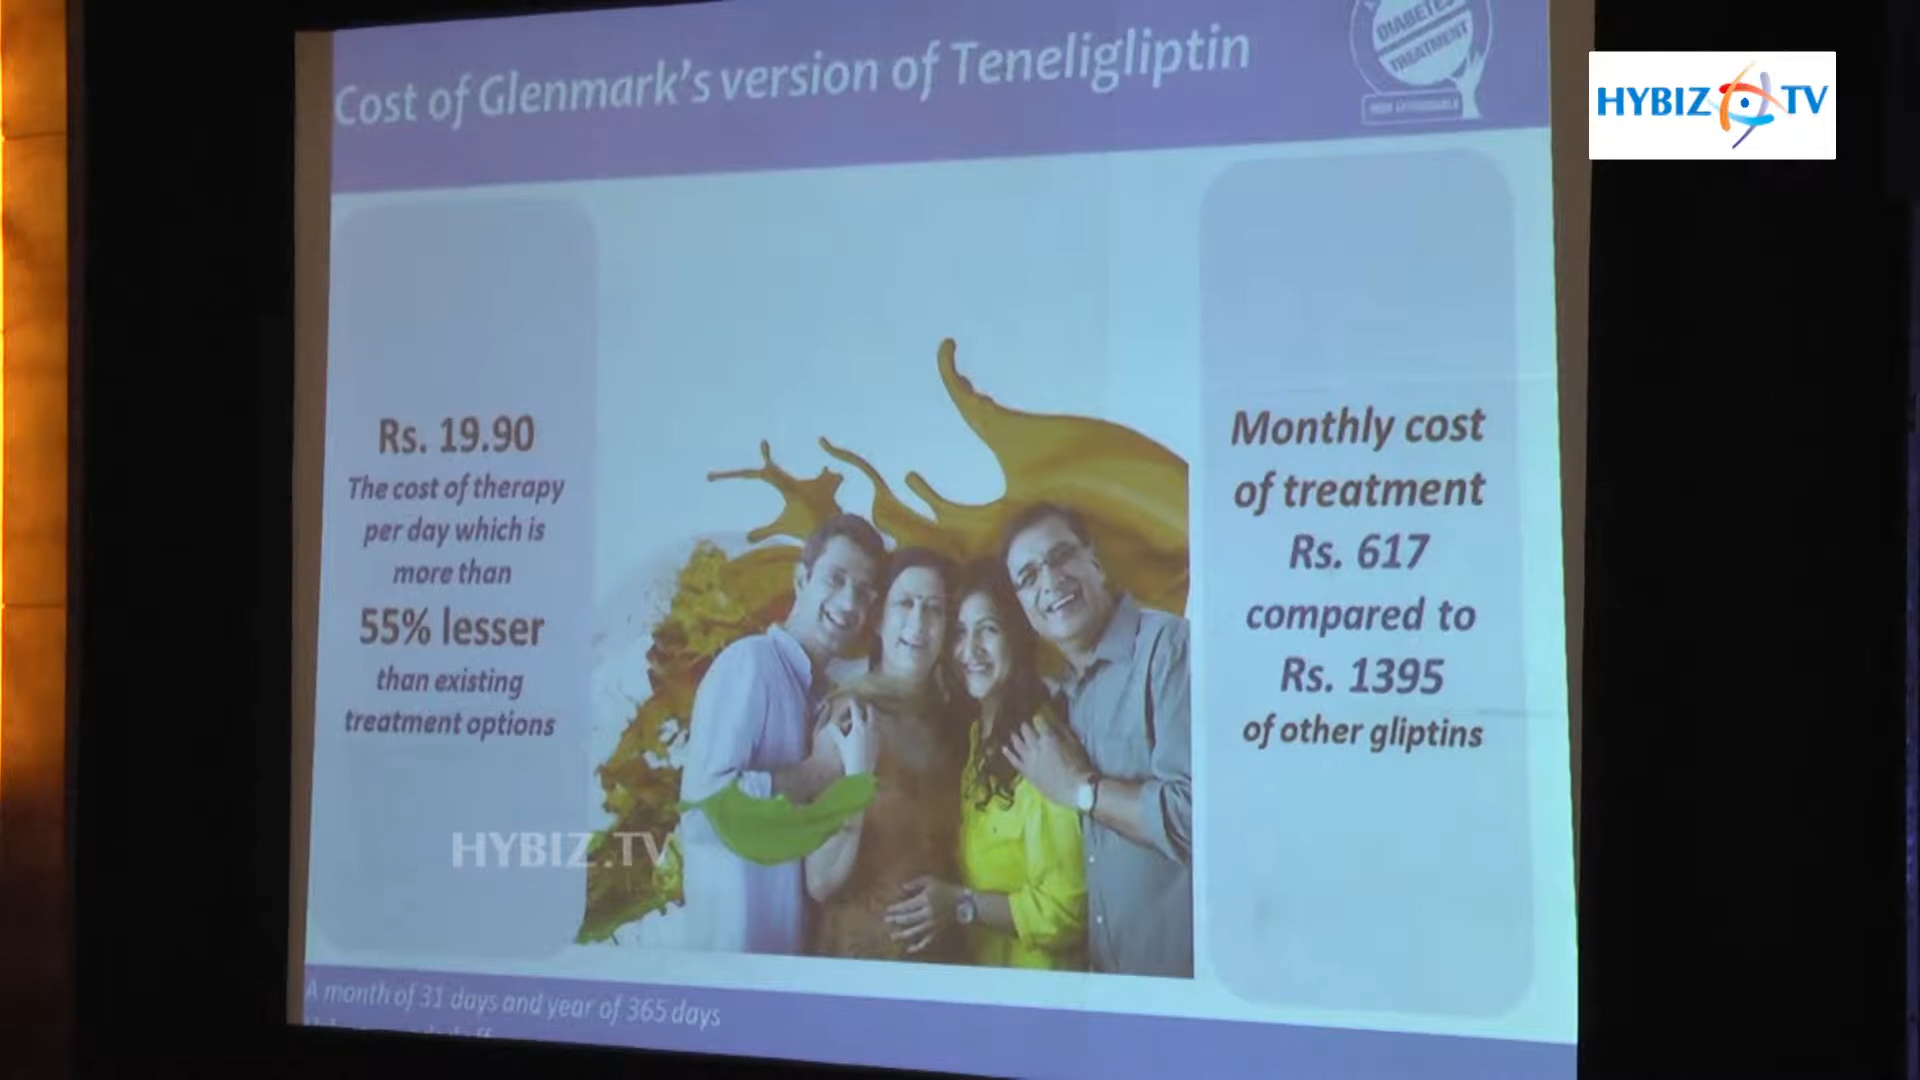 Cost of Glenmark's version of Teneligliptin
DIABETES
TREATMENT
HYBIZ TV
Rs. 19.90
The cost of therapy
per day which is
more than
55% lesser
than existing
treatment options
Monthly cost
of treatment
Rs. 617
compared to
Rs. 1395
of other gliptins
HYBIZ.TV
A month of 31 days and year of 365 days